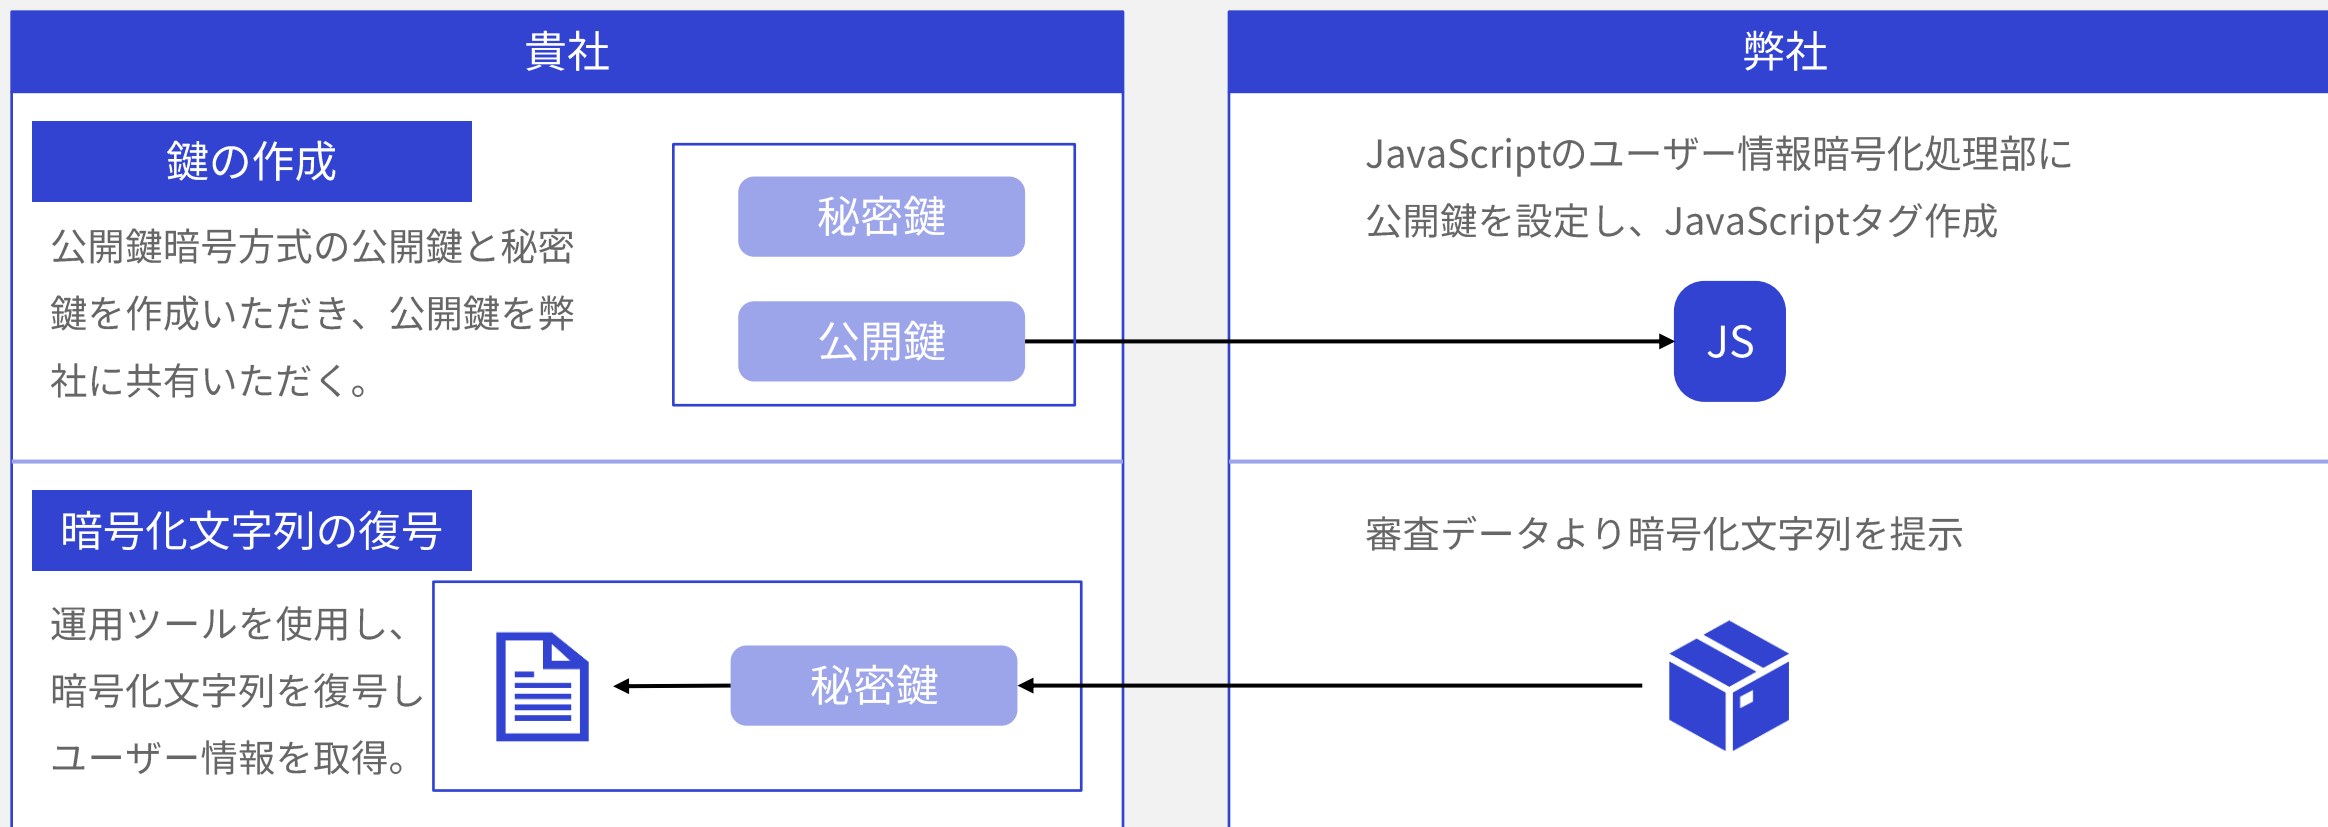 貴社
弊社
鍵の作成
公開鍵暗号方式の公開鍵と秘密
鍵を作成いただき、公開鍵を弊
社に共有いただく。
秘密鍵
公開鍵
JavaScriptのユーザー情報暗号化処理部に
公開鍵を設定し、JavaScriptタグ作成
JS
暗号化文字列の復号
運用ツールを使用し、
暗号化文字列を復号し
ユーザー情報を取得。
秘密鍵
審査データより暗号化文字列を提示